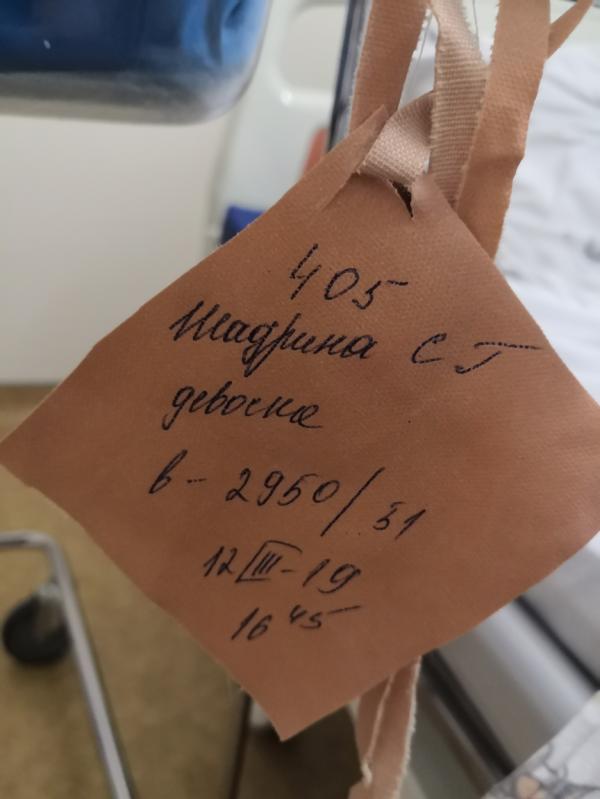 405
Шадрина С Г
девочка
в - 2950/51
12 III - 19
16 45